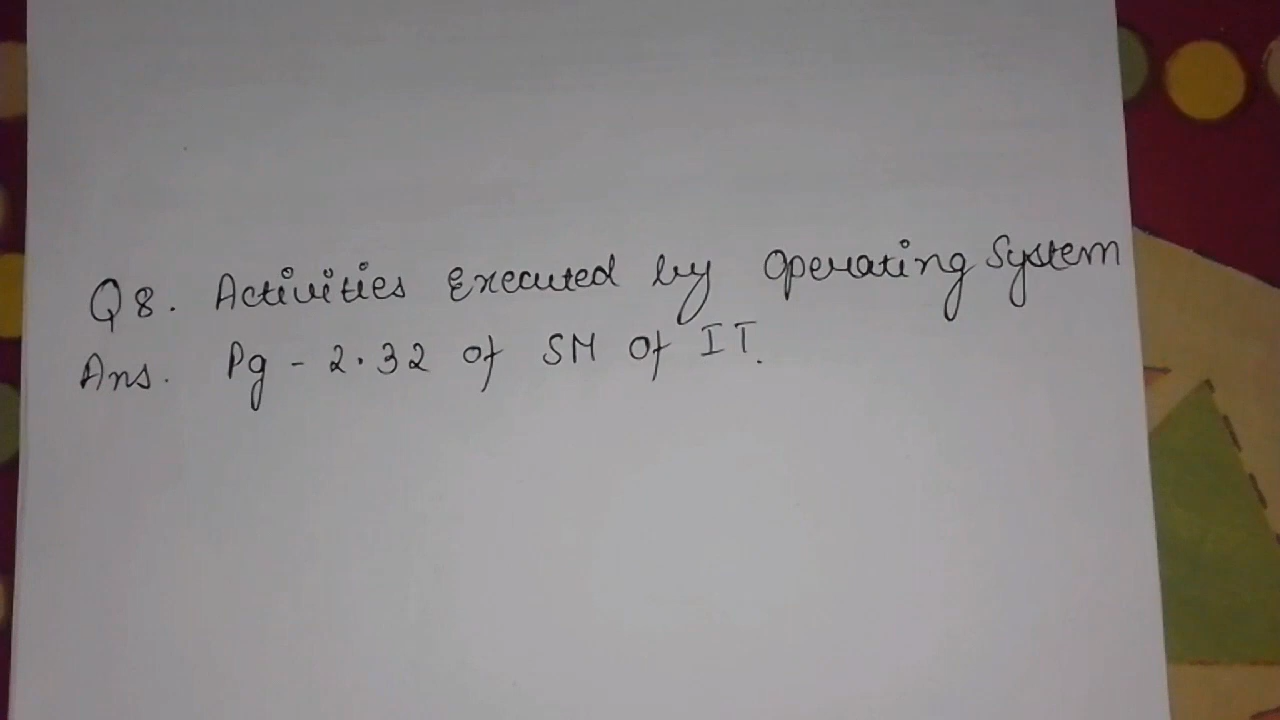 Q8. Activities Executed by Operating System
Ans. Pg - 2.32 of SM of IT.